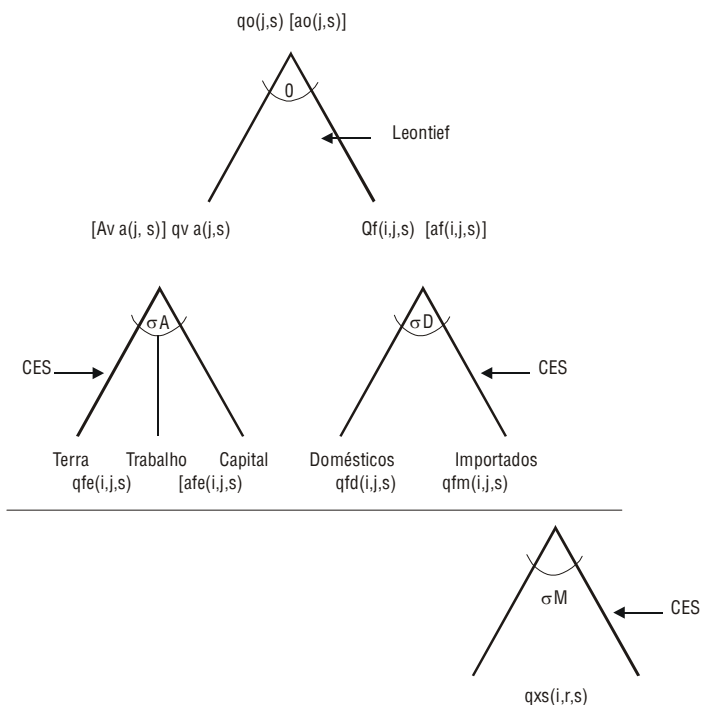 qo(j,s) [ao(j,s)]
0
Leontief
[Av a(j, s)] qv a(j,s)
Qf(i,j,s) [af(i,j,s)]
σA
σD
CES
CES
Terra Trabalho Capital
qfe(i,j,s) [afe(i,j,s)
Domésticos Importados
qfd(i,j,s) qfm(i,j,s)
σM
CES
qxs(i,r,s)